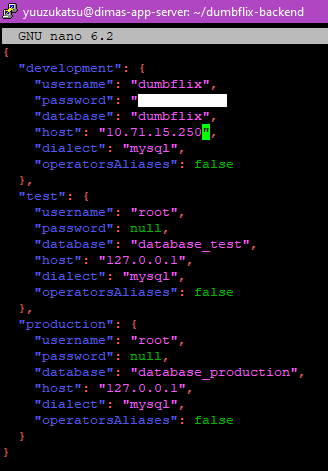 yuuzukatsu@dimas-app-server: ~/dumbflix-backend
GNU nano 6.2
{
  "development": {
    "username": "dumbflix",
    "password": "
    "database": "dumbflix",
    "host": "10.71.15.250",
    "dialect": "mysql",
    "operatorsAliases": false
  },
  "test": {
    "username": "root",
    "password": null,
    "database": "database_test",
    "host": "127.0.0.1",
    "dialect": "mysql",
    "operatorsAliases": false
  },
  "production": {
    "username": "root",
    "password": null,
    "database": "database_production",
    "host": "127.0.0.1",
    "dialect": "mysql",
    "operatorsAliases": false
  }
}